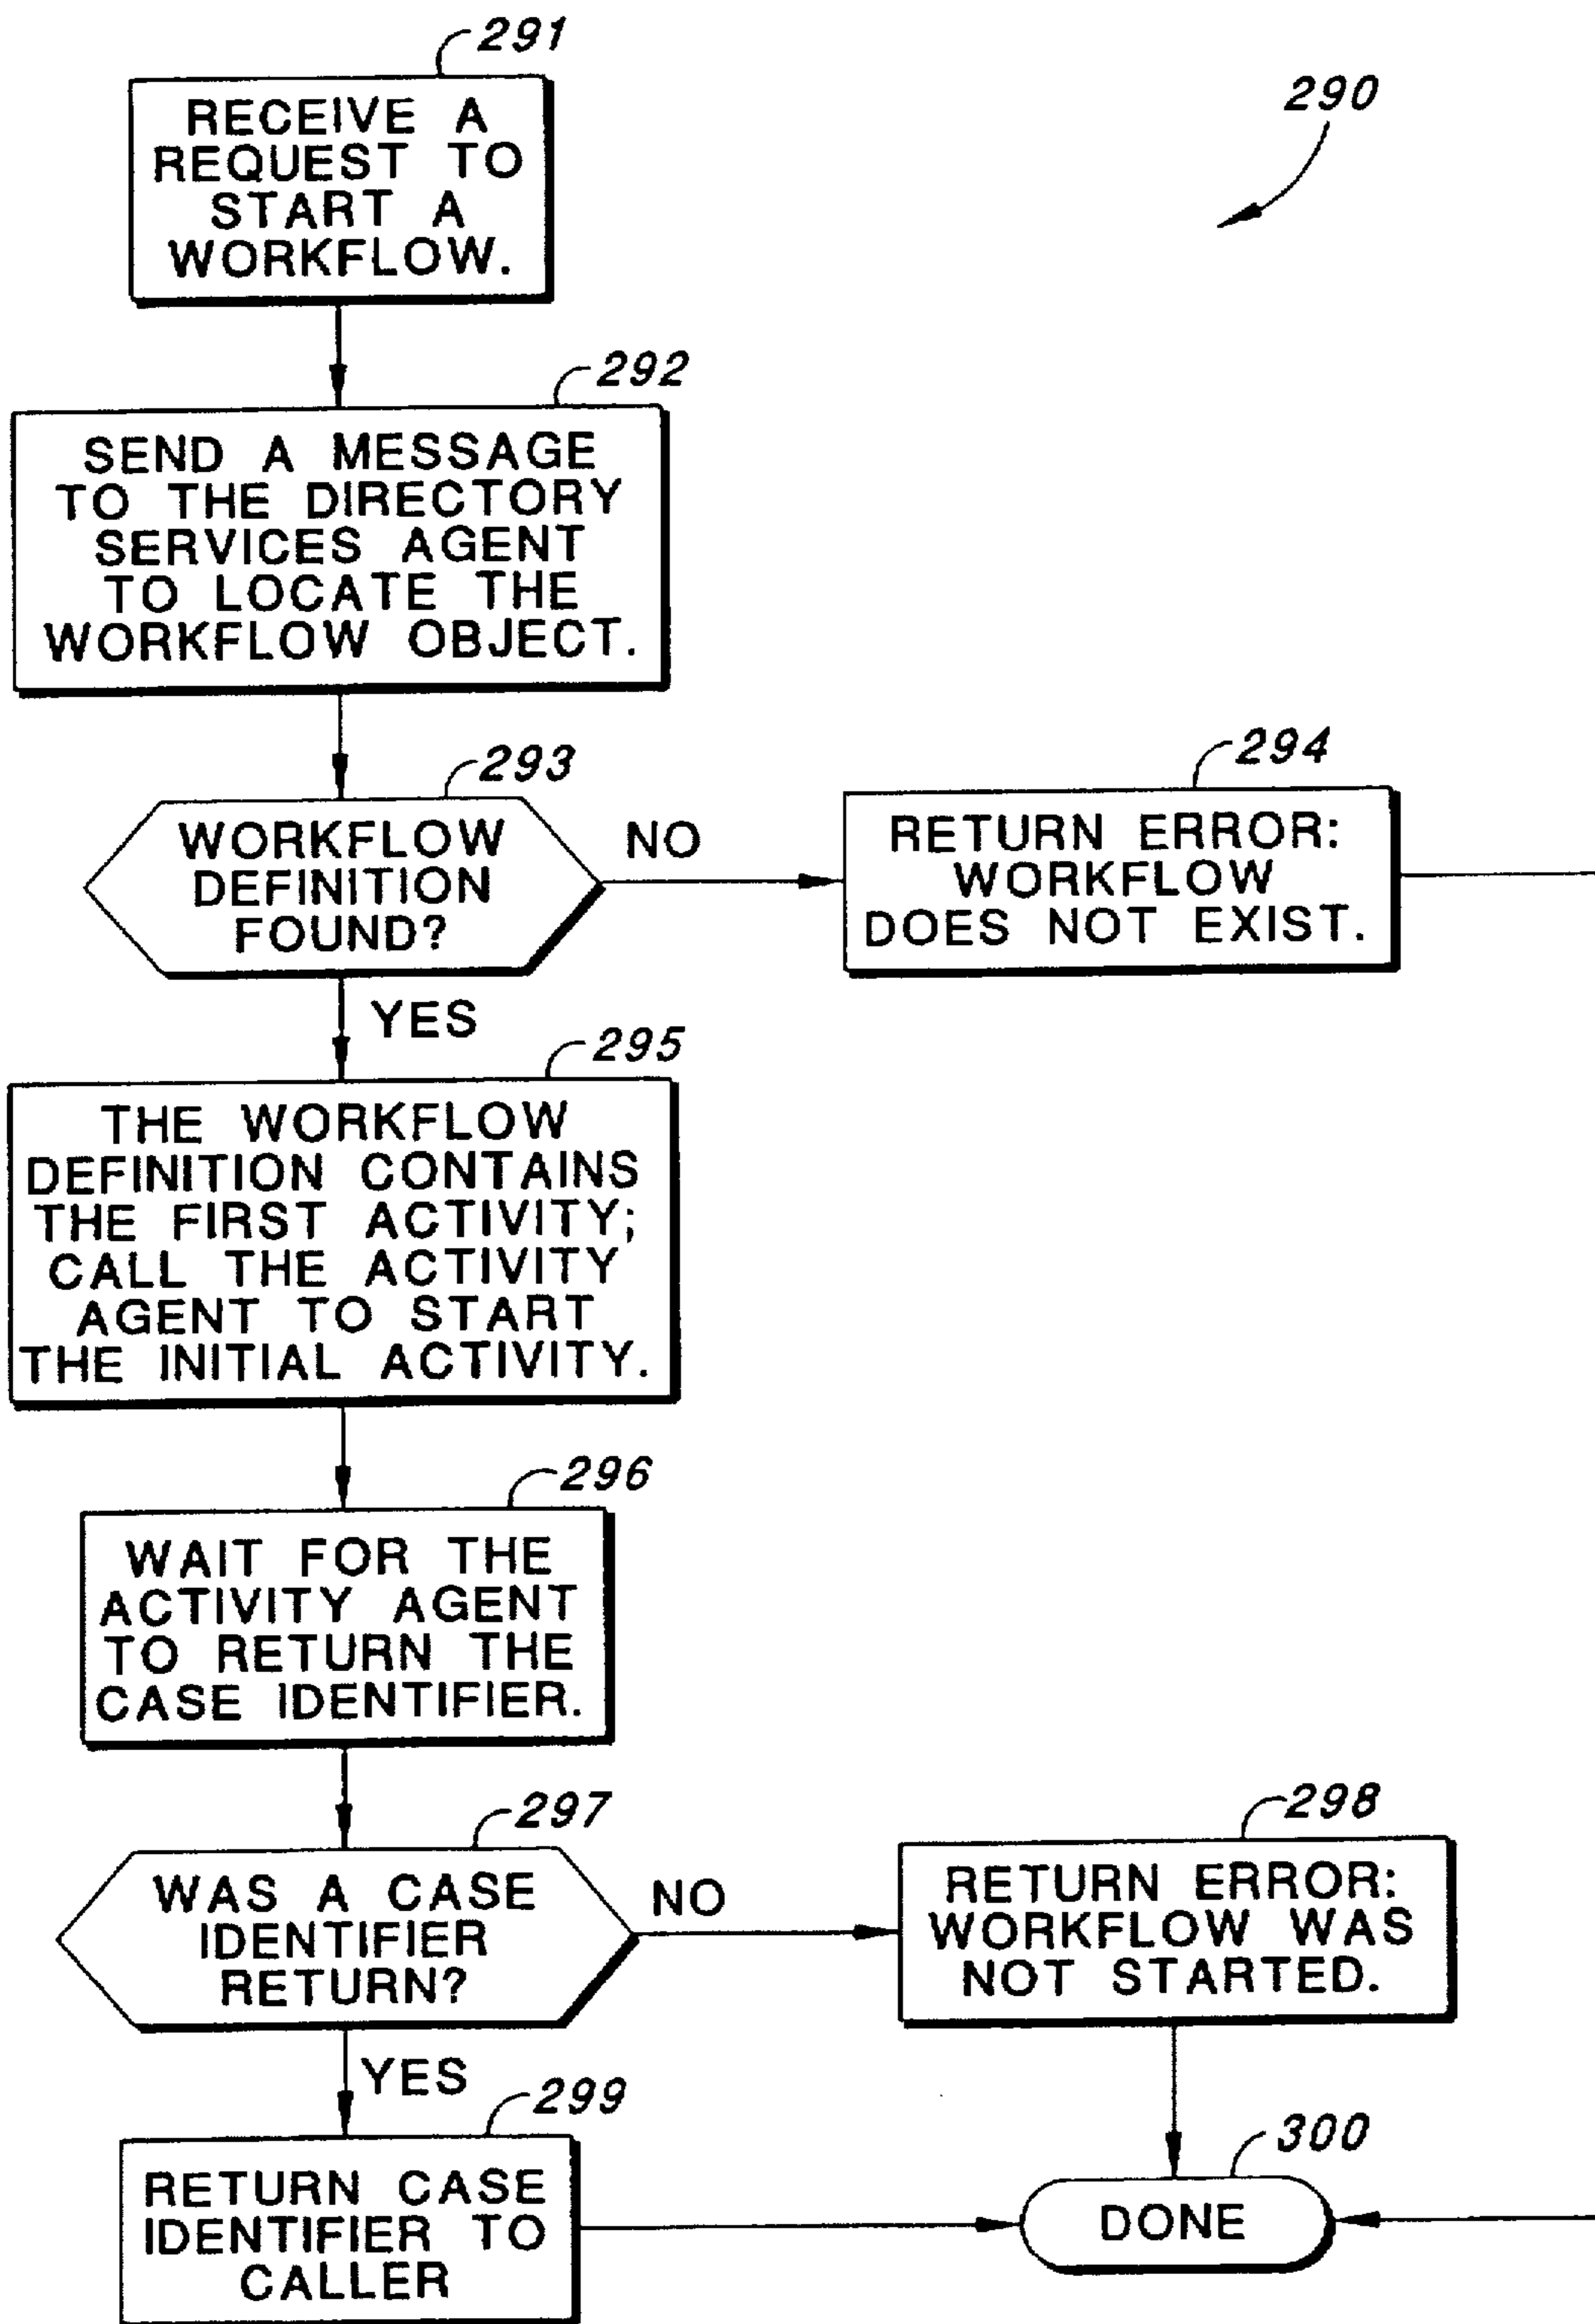 291
RECEIVE A
REQUEST TO
START A
WORKFLOW.
290
292
SEND A MESSAGE
TO THE DIRECTORY
SERVICES AGENT
TO LOCATE THE
WORKFLOW OBJECT.
293
WORKFLOW
DEFINITION
FOUND?
NO
294
RETURN ERROR:
WORKFLOW
DOES NOT EXIST.
YES
295
THE WORKFLOW
DEFINITION CONTAINS
THE FIRST ACTIVITY;
CALL THE ACTIVITY
AGENT TO START
THE INITIAL ACTIVITY.
296
WAIT FOR THE
ACTIVITY AGENT
TO RETURN THE
CASE IDENTIFIER.
297
WAS A CASE
IDENTIFIER
RETURN?
NO
298
RETURN ERROR:
WORKFLOW WAS
NOT STARTED.
YES
299
RETURN CASE
IDENTIFIER TO
CALLER
300
DONE